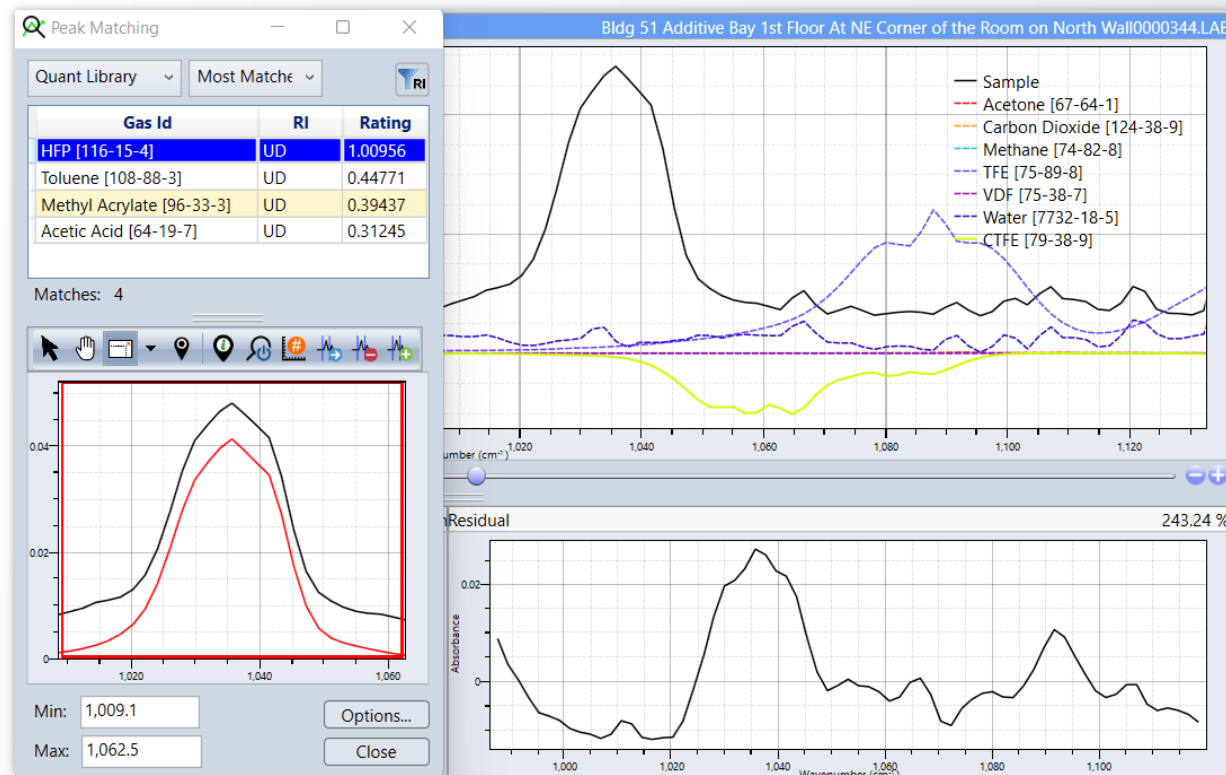 Peak Matching
Quant Library
Most Matche
RI
Gas Id RI Rating
HFP [116-15-4] UD 1.00956
Toluene [108-88-3] UD 0.44771
Methyl Acrylate [96-33-3] UD 0.39437
Acetic Acid [64-19-7] UD 0.31245
Matches: 4
0.04
0.02
0
1,020 1,040 1,060
Min: 1,009.1
Options...
Max: 1,062.5
Close
Bldg 51 Additive Bay 1st Floor At NE Corner of the Room on North Wall0000344.LAB
Sample
Acetone [67-64-1]
Carbon Dioxide [124-38-9]
Methane [74-82-8]
TFE [75-89-8]
VDF [75-38-7]
Water [7732-18-5]
CTFE [79-38-9]
1,020 1,040 1,060 1,080 1,100 1,120
umber (cm⁻¹)
Residual 243.24 %
0.02
0
Absorbance
1,000 1,020 1,040 1,060 1,080 1,100
Wavenumber (cm⁻¹)